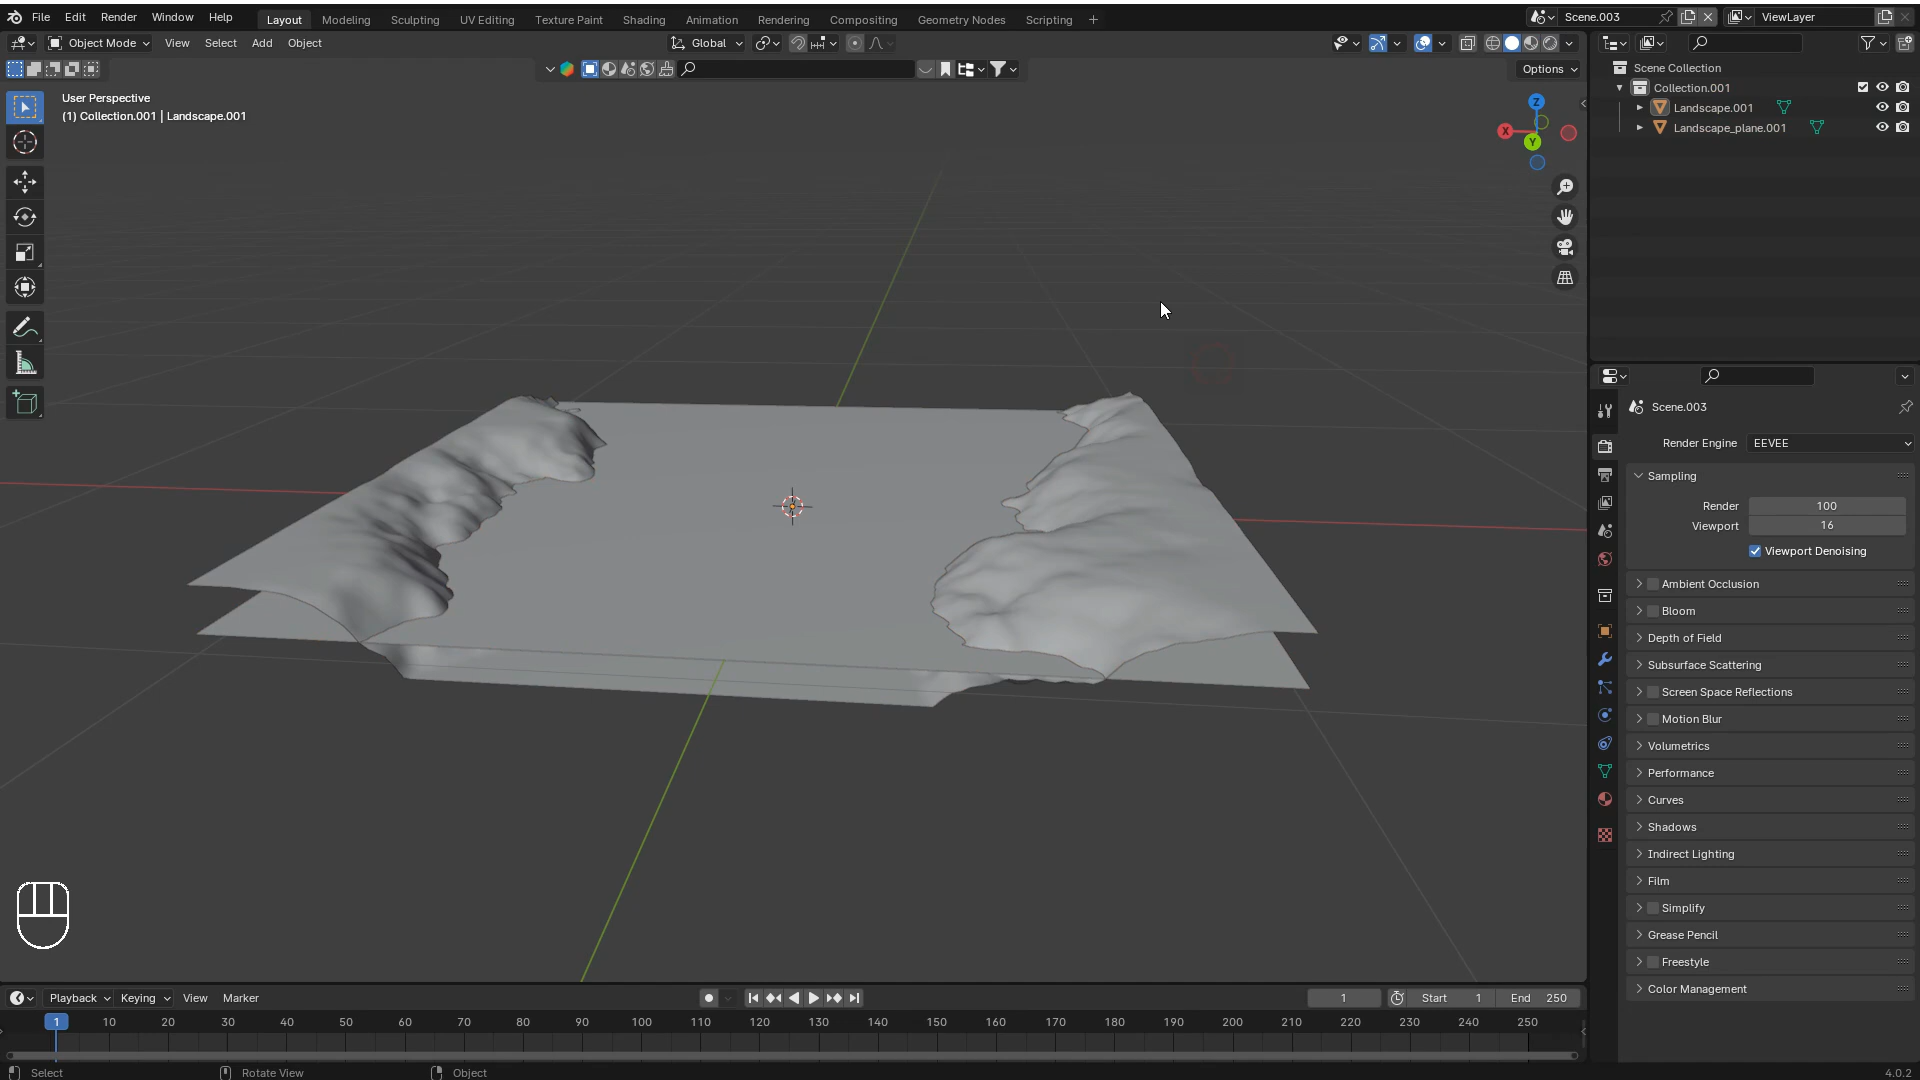 File Edit Render Window Help Layout Modeling Sculpting UV Editing Texture Paint Shading Animation Rendering Compositing Geometry Nodes Scripting + Scene.003 ViewLayer
Object Mode View Select Add Object Global
Options
User Perspective
(1) Collection.001 | Landscape.001
Z
X
Y
Scene Collection
Collection.001
Landscape.001
Landscape_plane.001
Scene.003
Render Engine EEVEE
Sampling
Render 100
Viewport 16
Viewport Denoising
Ambient Occlusion
Bloom
Depth of Field
Subsurface Scattering
Screen Space Reflections
Motion Blur
Volumetrics
Performance
Curves
Shadows
Indirect Lighting
Film
Simplify
Grease Pencil
Freestyle
Color Management
Playback Keying View Marker 1 Start 1 End 250
1 10 20 30 40 50 60 70 80 90 100 110 120 130 140 150 160 170 180 190 200 210 220 230 240 250
Select Rotate View Object 4.0.2